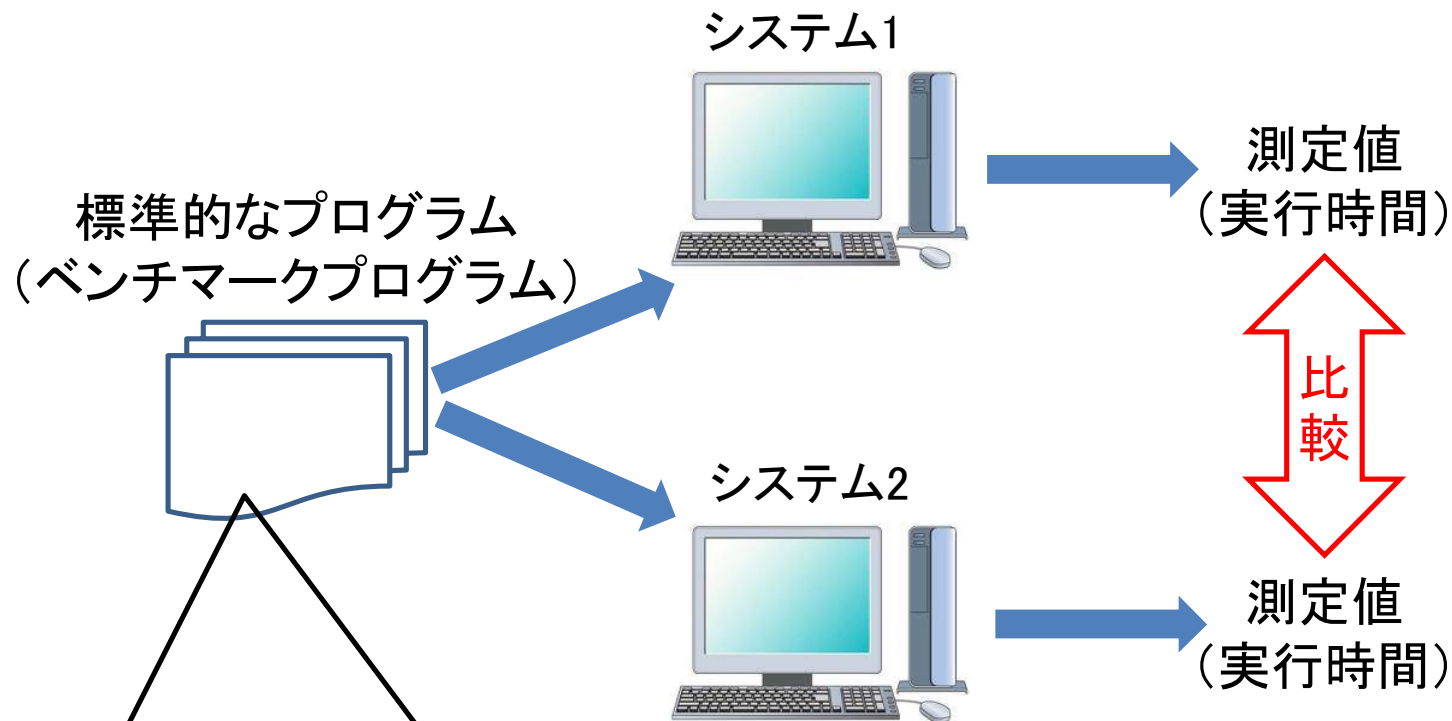 システム1
標準的なプログラム
（ベンチマークプログラム）
測定値
（実行時間）
比
較
システム2
測定値
（実行時間）